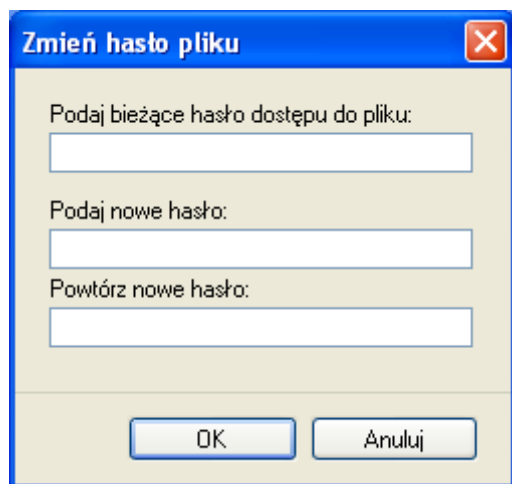 Zmień hasło pliku
Podaj bieżące hasło dostępu do pliku:
Podaj nowe hasło:
Powtórz nowe hasło:
OK Anuluj